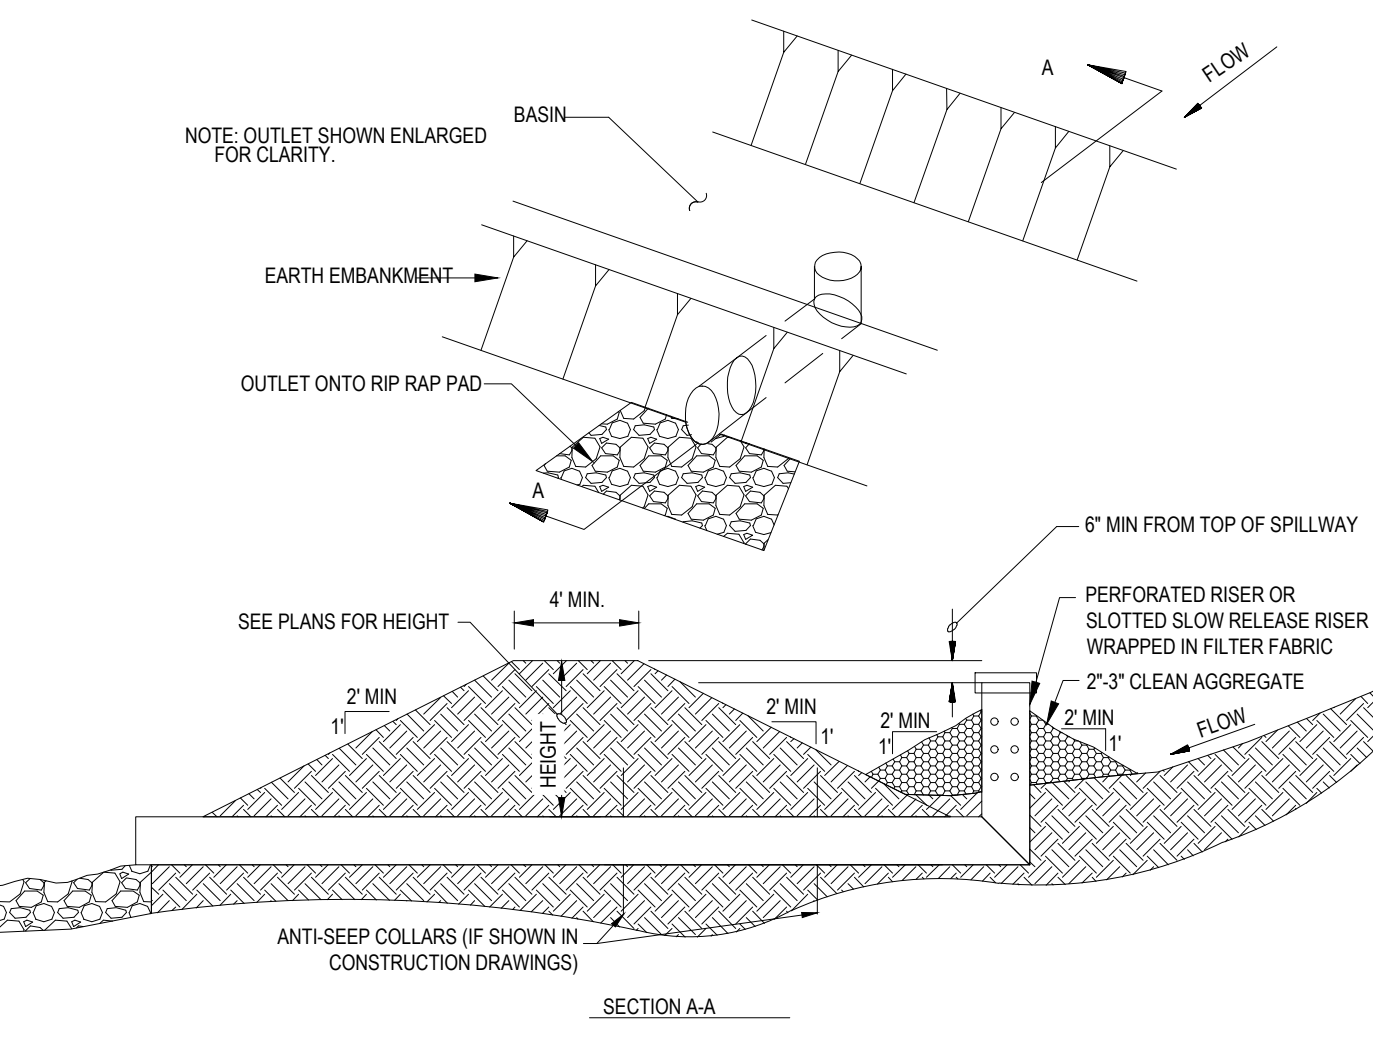 A
FLOW
BASIN
NOTE: OUTLET SHOWN ENLARGED
FOR CLARITY.
EARTH EMBANKMENT
OUTLET ONTO RIP RAP PAD
A
6" MIN FROM TOP OF SPILLWAY
4' MIN.
SEE PLANS FOR HEIGHT
PERFORATED RISER OR
SLOTTED SLOW RELEASE RISER
WRAPPED IN FILTER FABRIC
2"-3" CLEAN AGGREGATE
2' MIN
1'
HEIGHT
2' MIN
1'
2' MIN
1'
2' MIN
1'
FLOW
ANTI-SEEP COLLARS (IF SHOWN IN
CONSTRUCTION DRAWINGS)
SECTION A-A